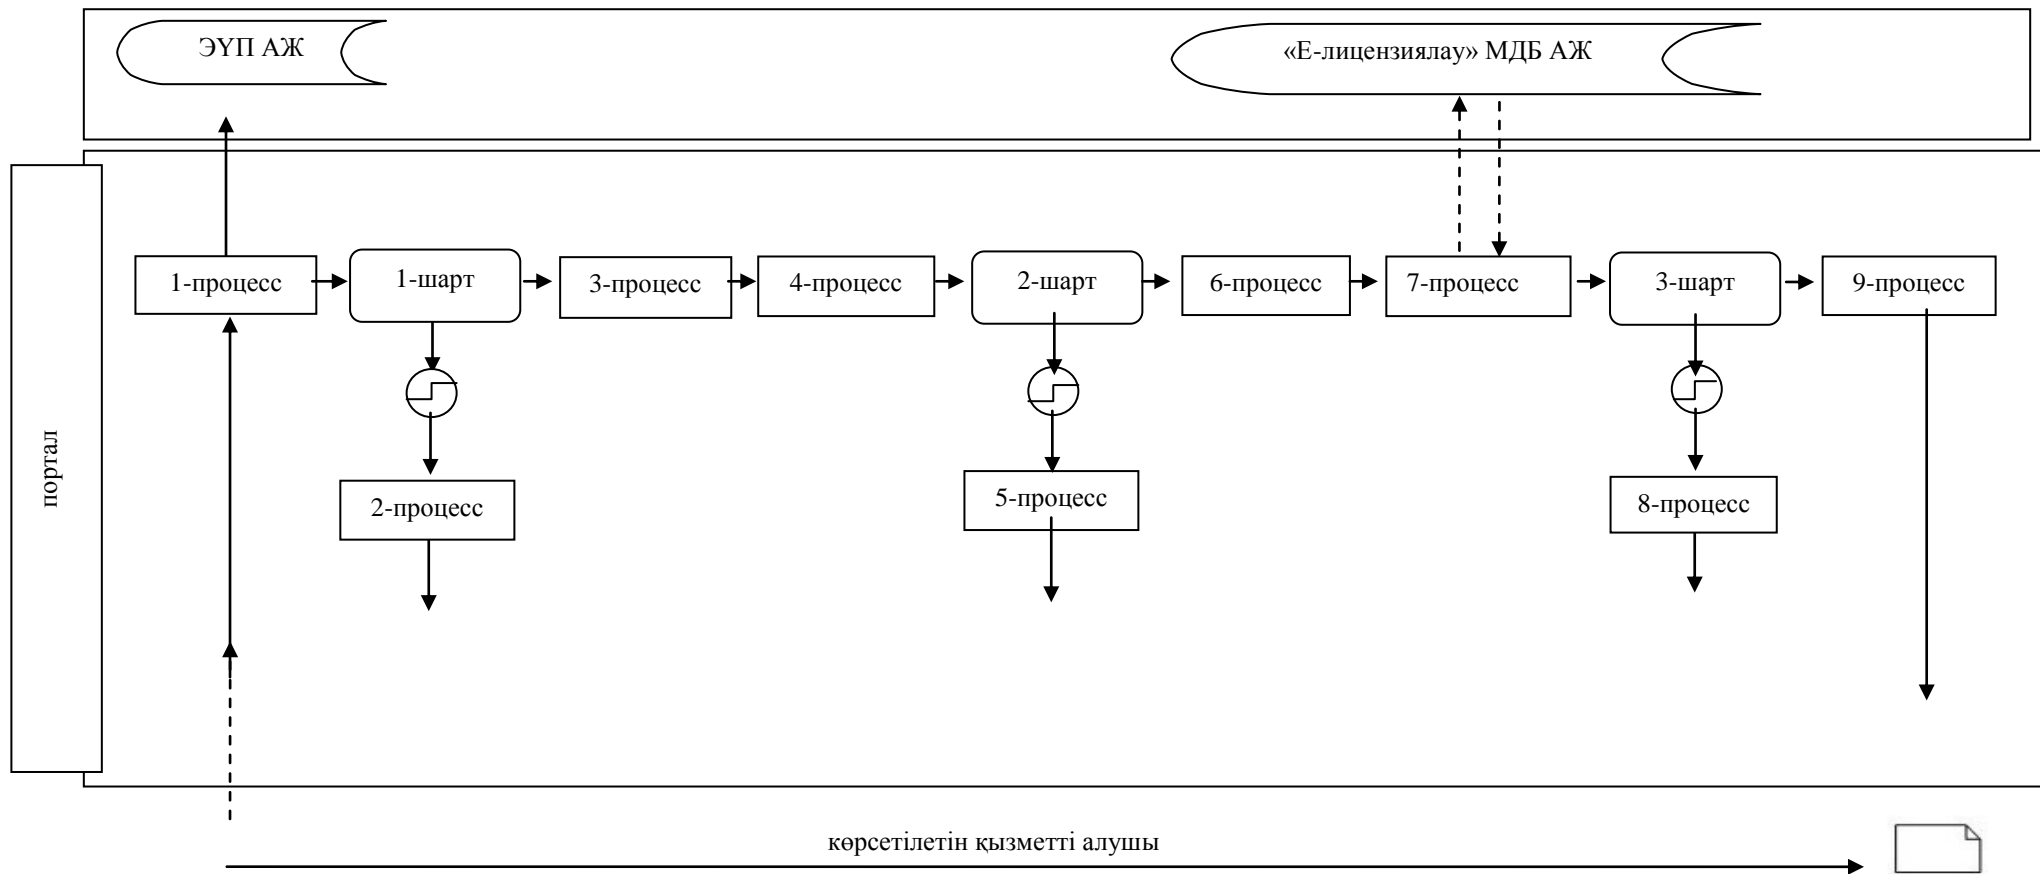 ЭҮП АЖ
«Е-лицензиялау» МДБ АЖ
портал
1-процесс
1-шарт
3-процесс
4-процесс
2-шарт
6-процесс
7-процесс
3-шарт
9-процесс
2-процесс
5-процесс
8-процесс
көрсетілетін қызметті алушы